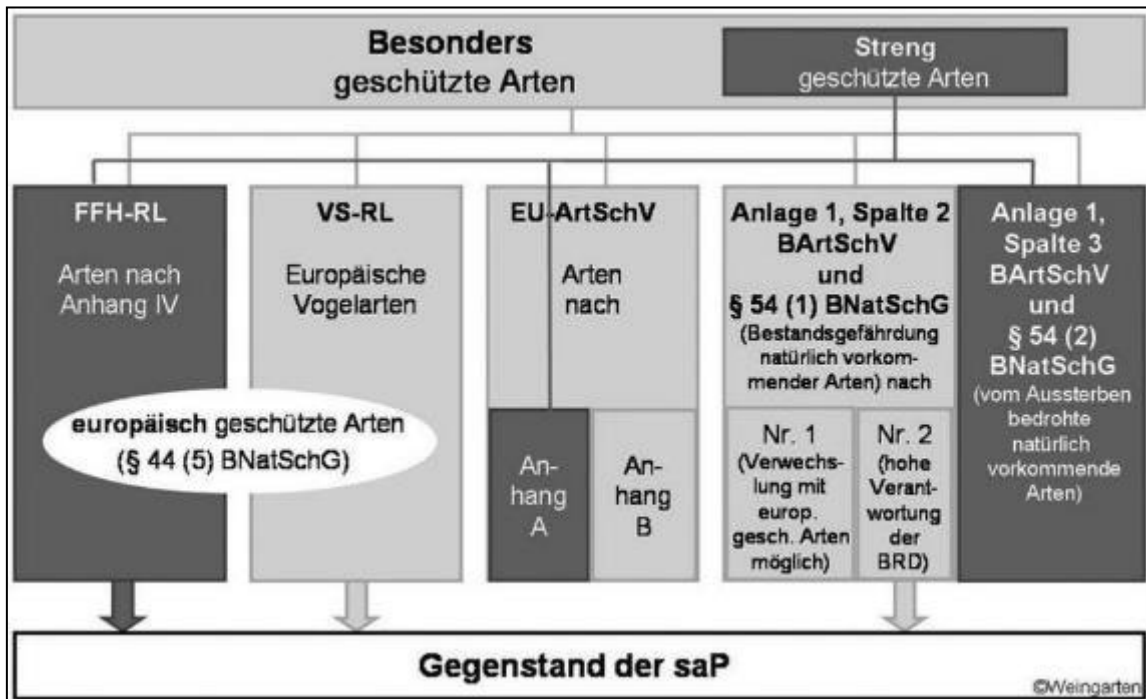 Besonders
geschützte Arten
Streng
geschützte Arten
FFH-RL
Arten nach
Anhang IV
VS-RL
Europäische
Vogelarten
europäisch geschützte Arten
(§ 44 (5) BNatSchG)
EU-ArtSchV
Arten
nach
An-
hang
A
An-
hang
B
Anlage 1, Spalte 2
BArtSchV
und
§ 54 (1) BNatSchG
(Bestandsgefährdung
natürlich vorkom-
mender Arten) nach
Nr. 1
(Verwechs-
lung mit
europ.
gesch. Arten
möglich)
Nr. 2
(hohe
Verant-
wortung
der
BRD)
Anlage 1,
Spalte 3
BArtSchV
und
§ 54 (2)
BNatSchG
(vom Aussterben
bedrohte
natürlich
vorkommende
Arten)
Gegenstand der saP
©Weingarten